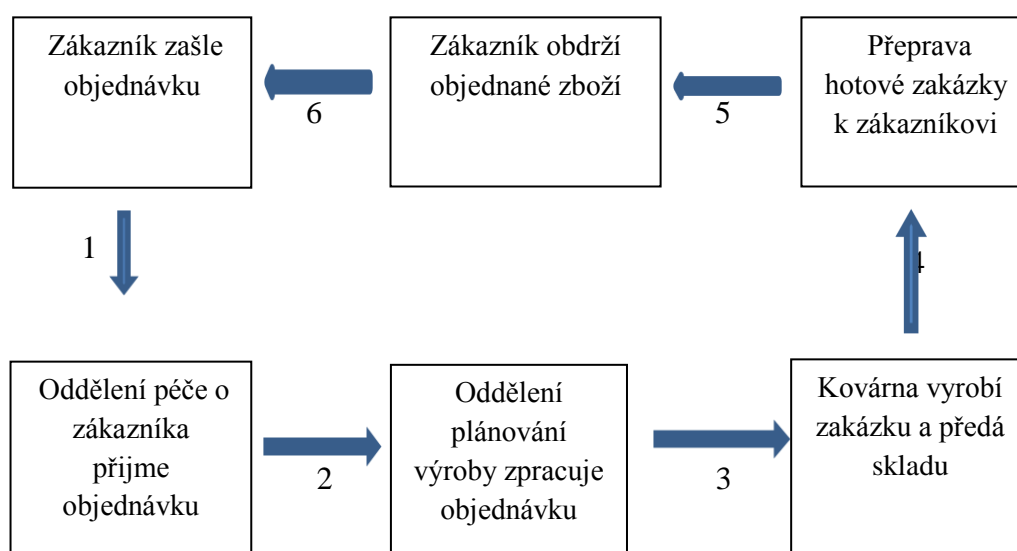 Zákazník zašle
objednávku
Zákazník obdrží
objednané zboží
Přeprava
hotové zakázky
k zákazníkovi
6
5
1
4
Oddělení péče o
zákazníka
přijme
objednávku
Oddělení
plánování
výroby zpracuje
objednávku
Kovárna vyrobí
zakázku a předá
skladu
2
3